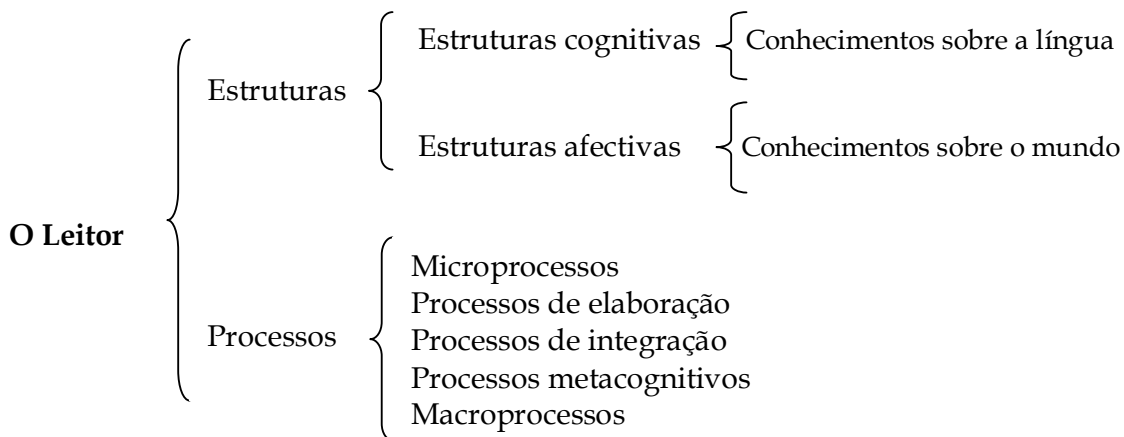 Estruturas cognitivas
Conhecimentos sobre a língua
Estruturas
Estruturas afectivas
Conhecimentos sobre o mundo
O Leitor
Microprocessos
Processos de elaboração
Processos
Processos de integração
Processos metacognitivos
Macroprocessos